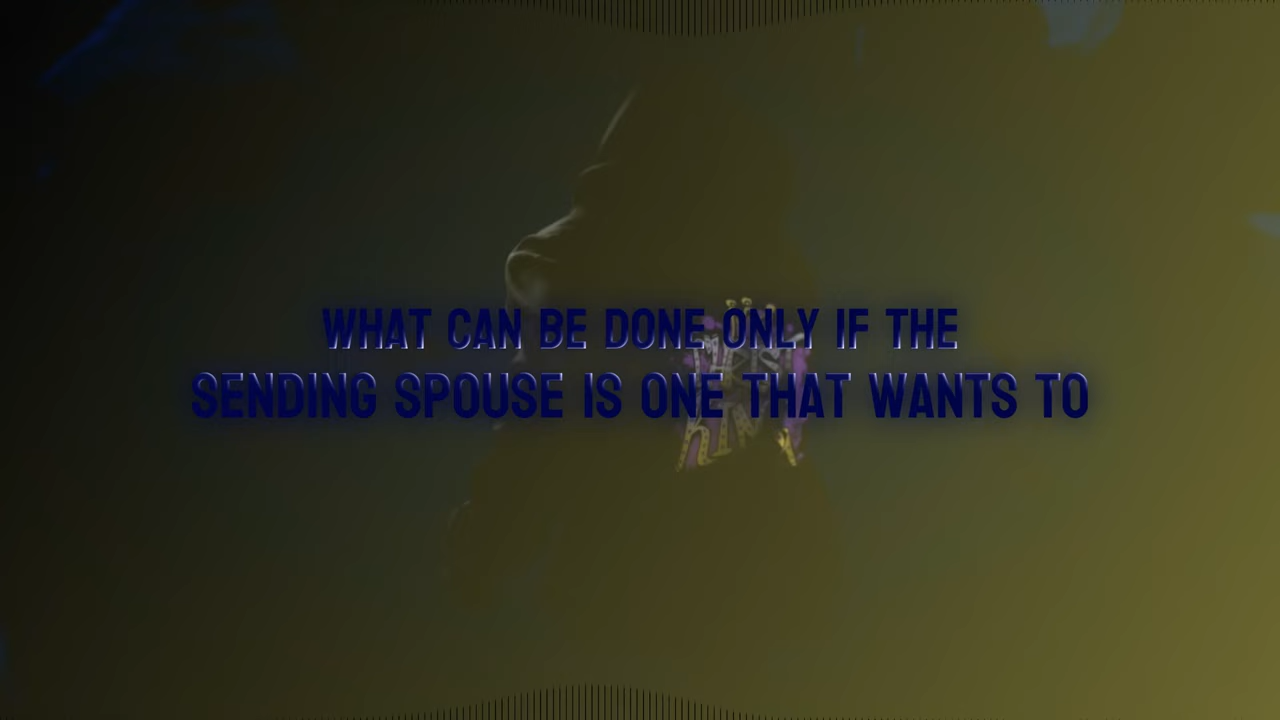 WHAT CAN BE DONE ONLY IF THE
SENDING SPOUSE IS ONE THAT WANTS TO